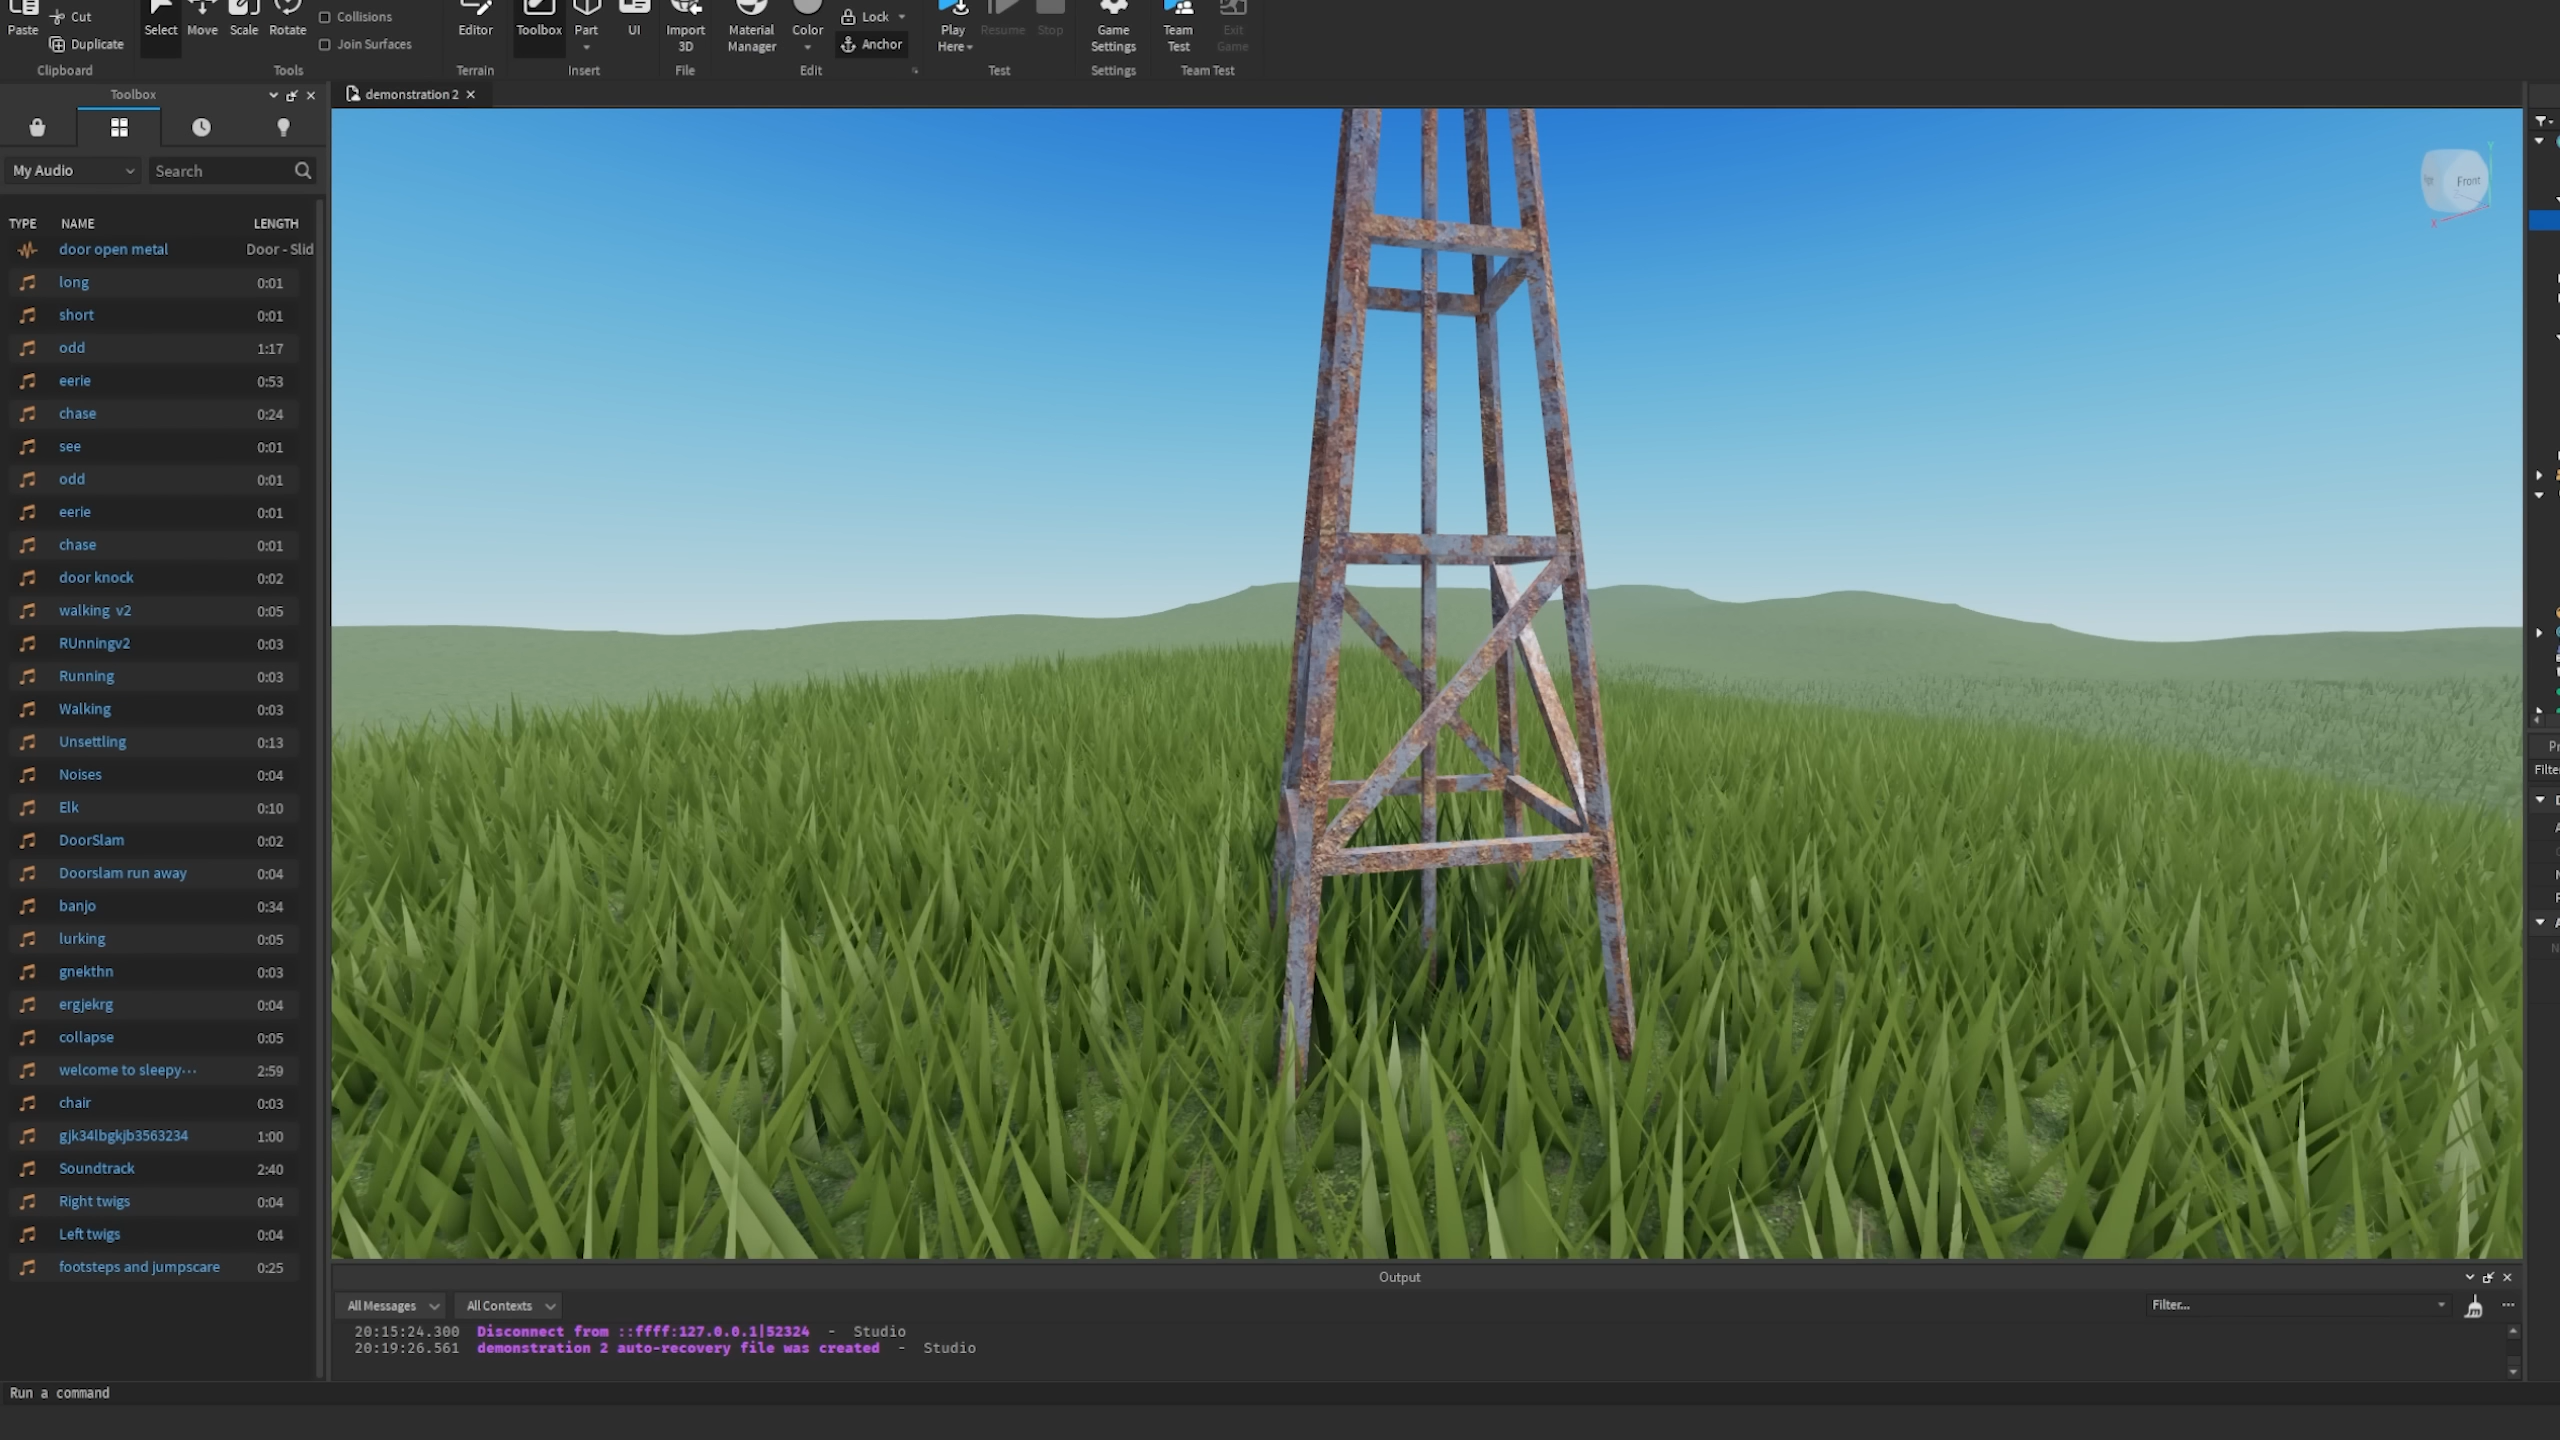 Paste
Cut
Duplicate
Clipboard
Select
Move
Scale
Rotate
Collisions
Join Surfaces
Tools
Editor
Terrain
Toolbox
Part
UI
Insert
Import
3D
File
Material
Manager
Color
Lock
Anchor
Edit
Play
Here
Resume
Stop
Test
Game
Settings
Settings
Team
Test
Exit
Game
Team Test
Toolbox
demonstration 2
My Audio
Search
TYPE NAME LENGTH
door open metal Door - Slid
long 0:01
short 0:01
odd 1:17
eerie 0:53
chase 0:24
see 0:01
odd 0:01
eerie 0:01
chase 0:01
door knock 0:02
walking v2 0:05
RUnningv2 0:03
Running 0:03
Walking 0:03
Unsettling 0:13
Noises 0:04
Elk 0:10
DoorSlam 0:02
Doorslam run away 0:04
banjo 0:34
lurking 0:05
gnekthn 0:03
ergjekrg 0:04
collapse 0:05
welcome to sleepy... 2:59
chair 0:03
gjk34lbgkjb3563234 1:00
Soundtrack 2:40
Right twigs 0:04
Left twigs 0:04
footsteps and jumpscare 0:25
Front
Y
X
Pr
Filte
Output
All Messages
All Contexts
Filter...
20:15:24.300 Disconnect from ::ffff:127.0.0.1|52324 - Studio
20:19:26.561 demonstration 2 auto-recovery file was created - Studio
Run a command